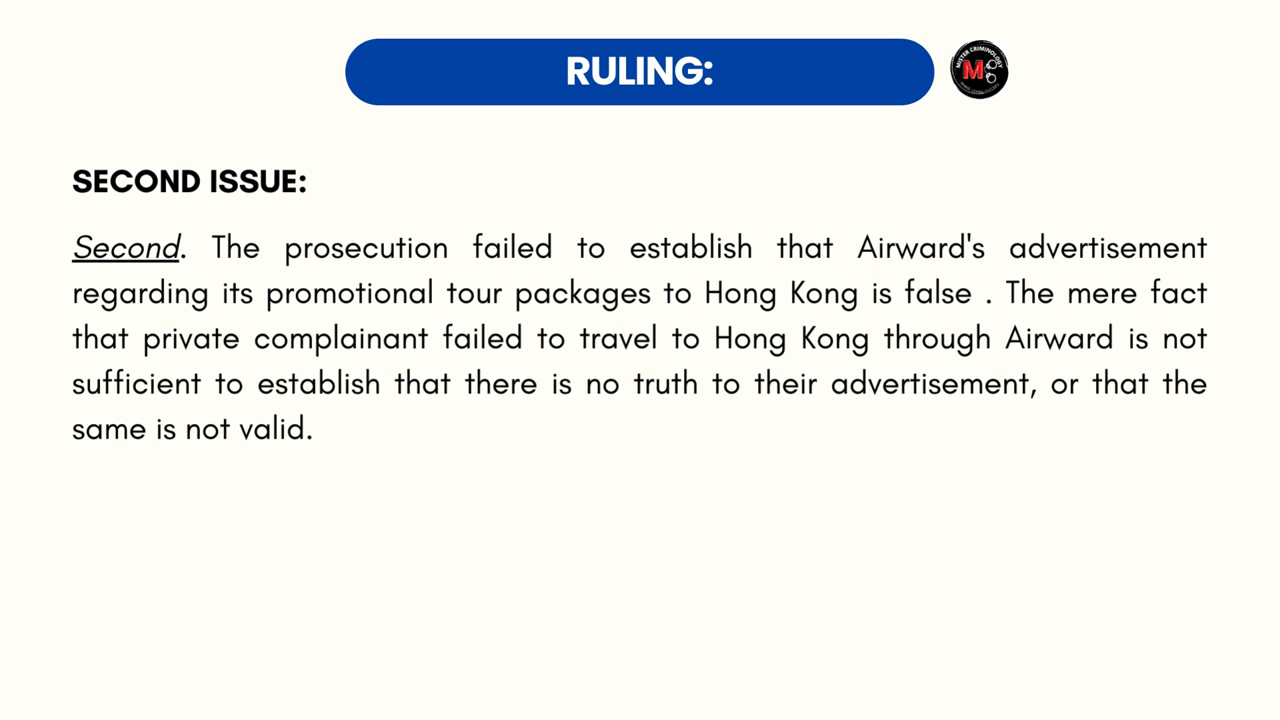 RULING:
MISTER CRIMINOLOGY
M
SECOND ISSUE:
Second. The prosecution failed to establish that Airward's advertisement
regarding its promotional tour packages to Hong Kong is false . The mere fact
that private complainant failed to travel to Hong Kong through Airward is not
sufficient to establish that there is no truth to their advertisement, or that the
same is not valid.